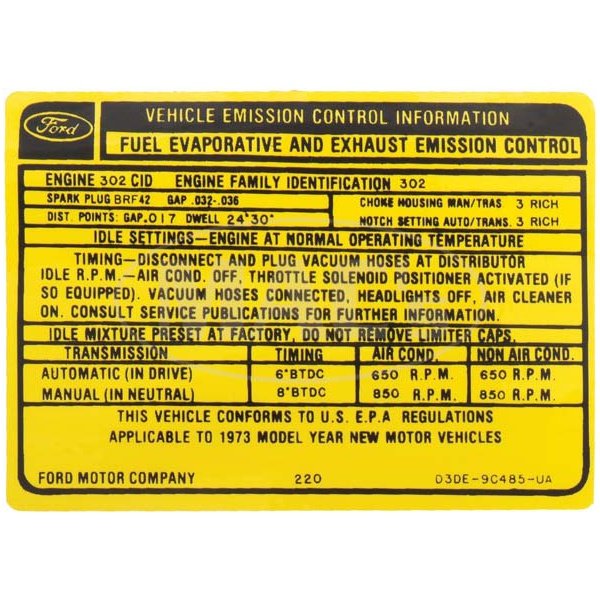 Ford
VEHICLE EMISSION CONTROL INFORMATION
FUEL EVAPORATIVE AND EXHAUST EMISSION CONTROL
ENGINE 302 CID ENGINE FAMILY IDENTIFICATION 302
SPARK PLUG BRF42 GAP .032-.036 CHOKE HOUSING MAN/TRAS 3 RICH
DIST. POINTS: GAP.017 DWELL 24°30' NOTCH SETTING AUTO/TRANS. 3 RICH
IDLE SETTINGS—ENGINE AT NORMAL OPERATING TEMPERATURE
TIMING—DISCONNECT AND PLUG VACUUM HOSES AT DISTRIBUTOR
IDLE R.P.M.—AIR COND. OFF, THROTTLE SOLENOID POSITIONER ACTIVATED (IF
SO EQUIPPED). VACUUM HOSES CONNECTED, HEADLIGHTS OFF, AIR CLEANER
ON. CONSULT SERVICE PUBLICATIONS FOR FURTHER INFORMATION.
IDLE MIXTURE PRESET AT FACTORY, DO NOT REMOVE LIMITER CAPS.
TRANSMISSION TIMING AIR COND. NON AIR COND.
AUTOMATIC (IN DRIVE) 6°BTDC 650 R.P.M. 650 R.P.M.
MANUAL (IN NEUTRAL) 8°BTDC 850 R.P.M. 850 R.P.M.
THIS VEHICLE CONFORMS TO U.S. E.P.A REGULATIONS
APPLICABLE TO 1973 MODEL YEAR NEW MOTOR VEHICLES
FORD MOTOR COMPANY 220 D3DE-9C485-UA